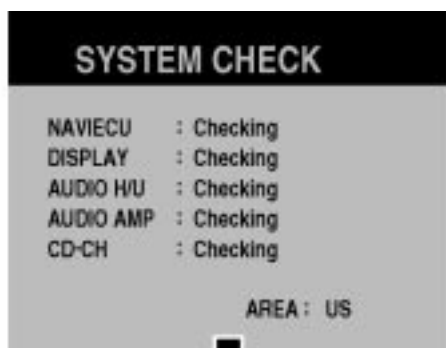 SYSTEM CHECK
NAVIECU : Checking
DISPLAY : Checking
AUDIO H/U : Checking
AUDIO AMP : Checking
CD-CH : Checking
AREA : US